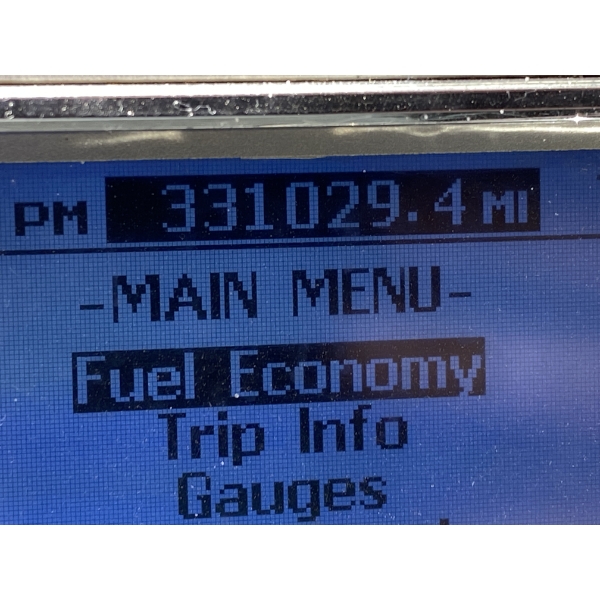 PM 331029.4 MI
-MAIN MENU-
Fuel Economy
Trip Info
Gauges